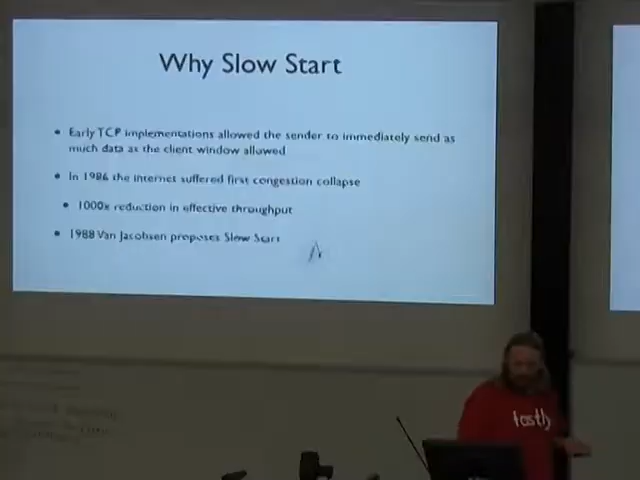 Why Slow Start
• Early TCP implementations allowed the sender to immediately send as
much data as the client window allowed
• In 1986 the internet suffered first congestion collapse
• 1000x reduction in effective throughput
• 1988 Van Jacobsen proposes Slow Start
fastly